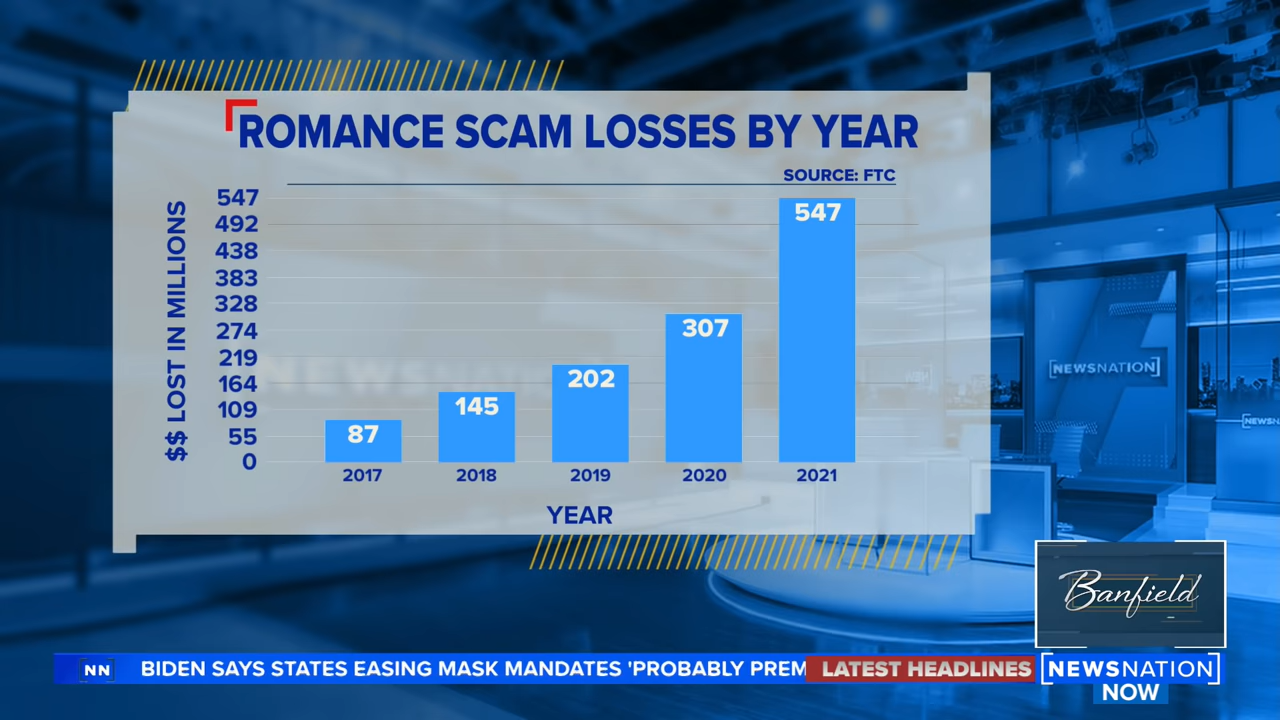 ROMANCE SCAM LOSSES BY YEAR
SOURCE: FTC
$$ LOST IN MILLIONS
547
492
438
383
328
274
219
164
109
55
0
87
145
202
307
547
2017
2018
2019
2020
2021
YEAR
NEWSNATION
Banfield
NN BIDEN SAYS STATES EASING MASK MANDATES 'PROBABLY PREM
LATEST HEADLINES
NEWSNATION
NOW